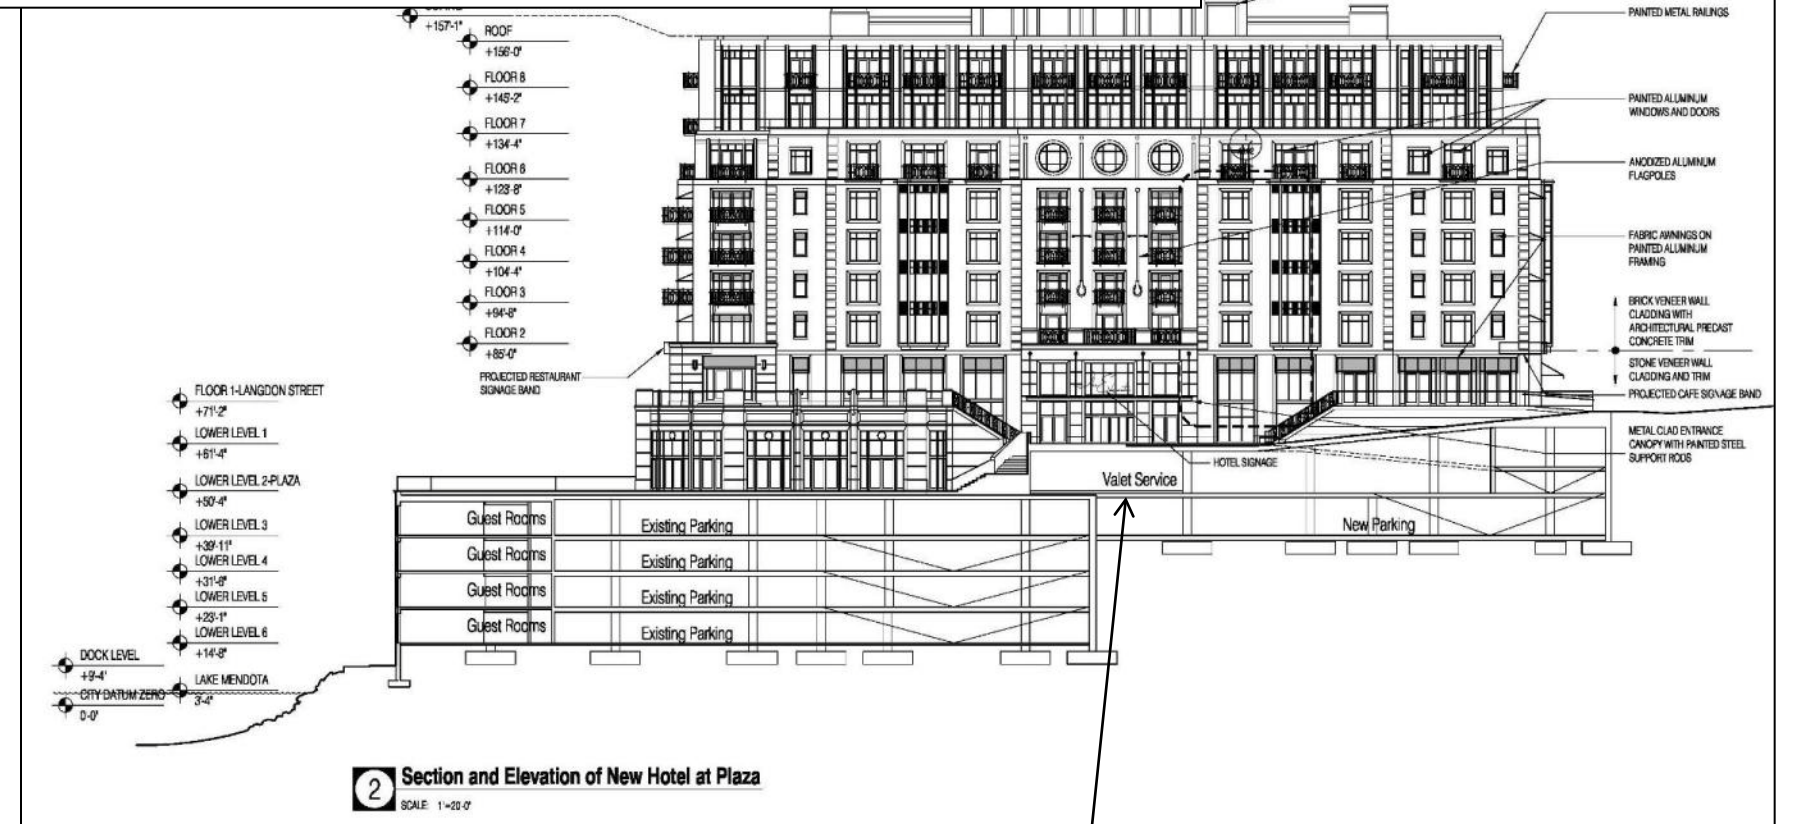 +157'-1"
ROOF
+156'-0"
FLOOR 8
+145'-2"
FLOOR 7
+134'-4"
FLOOR 6
+123'-8"
FLOOR 5
+114'-0"
FLOOR 4
+104'-4"
FLOOR 3
+94'-8"
FLOOR 2
+85'-0"
PROJECTED RESTAURANT
SIGNAGE BAND
FLOOR 1-LANGDON STREET
+71'-2"
LOWER LEVEL 1
+61'-4"
LOWER LEVEL 2-PLAZA
+50'-4"
LOWER LEVEL 3
+39'-11"
LOWER LEVEL 4
+31'-6"
LOWER LEVEL 5
+23'-1"
LOWER LEVEL 6
+14'-8"
DOCK LEVEL
+9'-4"
LAKE MENDOTA
3'-4"
CITY DATUM ZERO
0'-0"
PAINTED METAL RAILINGS
PAINTED ALUMINUM
WINDOWS AND DOORS
ANODIZED ALUMINUM
FLAGPOLES
FABRIC AWNINGS ON
PAINTED ALUMINUM
FRAMING
BRICK VENEER WALL
CLADDING WITH
ARCHITECTURAL PRECAST
CONCRETE TRIM
STONE VENEER WALL
CLADDING AND TRIM
PROJECTED CAFE SIGNAGE BAND
METAL CLAD ENTRANCE
CANOPY WITH PAINTED STEEL
SUPPORT RODS
HOTEL SIGNAGE
Valet Service
New Parking
Guest Rooms Existing Parking
Guest Rooms Existing Parking
Guest Rooms Existing Parking
Guest Rooms Existing Parking
2 Section and Elevation of New Hotel at Plaza
SCALE: 1"=20'-0"